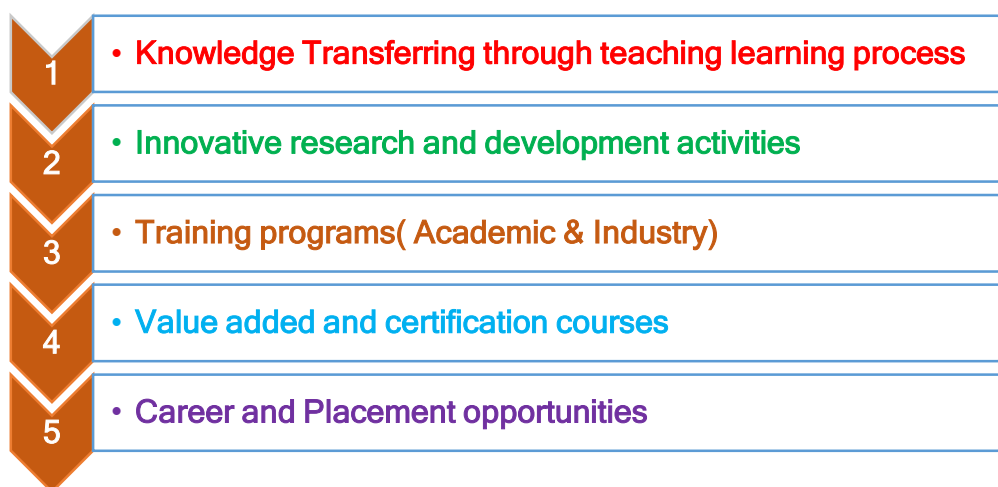 1
• Knowledge Transferring through teaching learning process
2
• Innovative research and development activities
3
• Training programs( Academic & Industry)
4
• Value added and certification courses
5
• Career and Placement opportunities